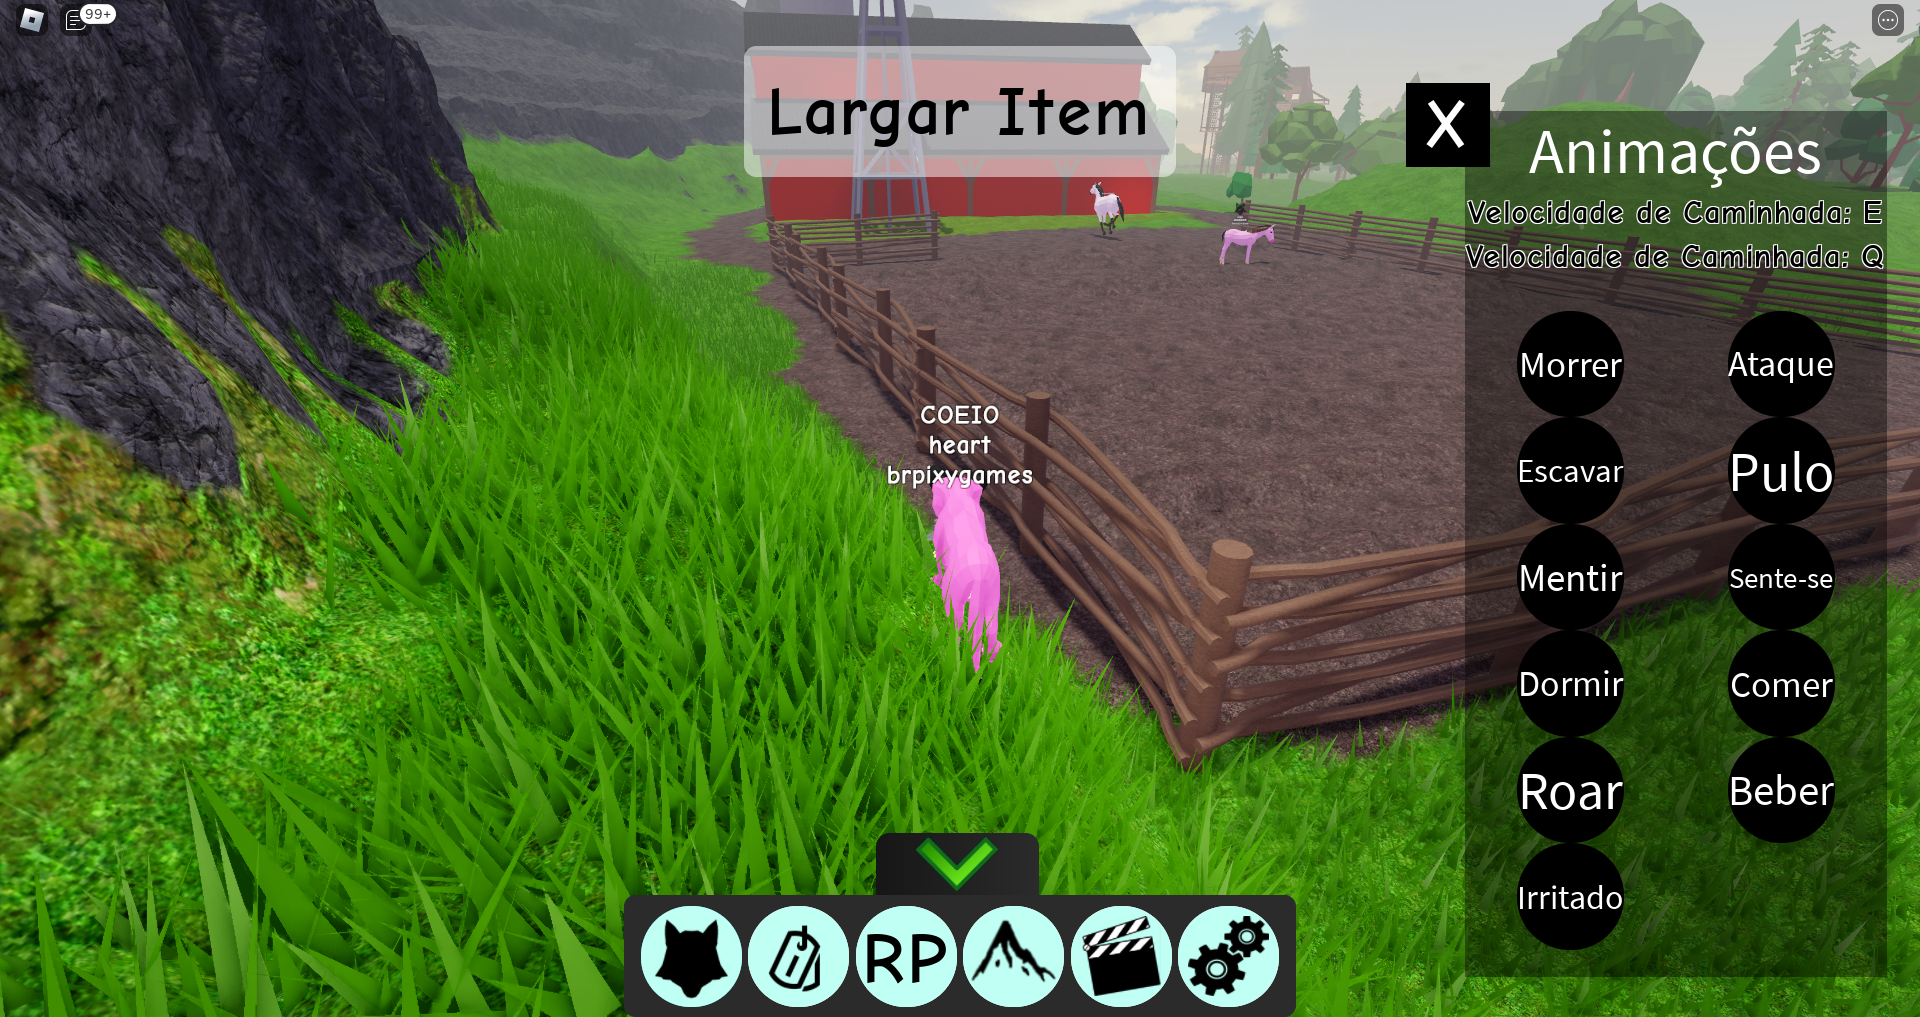 99+
Largar Item
X
Animações
Velocidade de Caminhada: E
Velocidade de Caminhada: Q
Morrer
Ataque
Escavar
Pulo
COEIO
heart
brpixygames
Mentir
Sente-se
Dormir
Comer
Roar
Beber
Irritado
RP